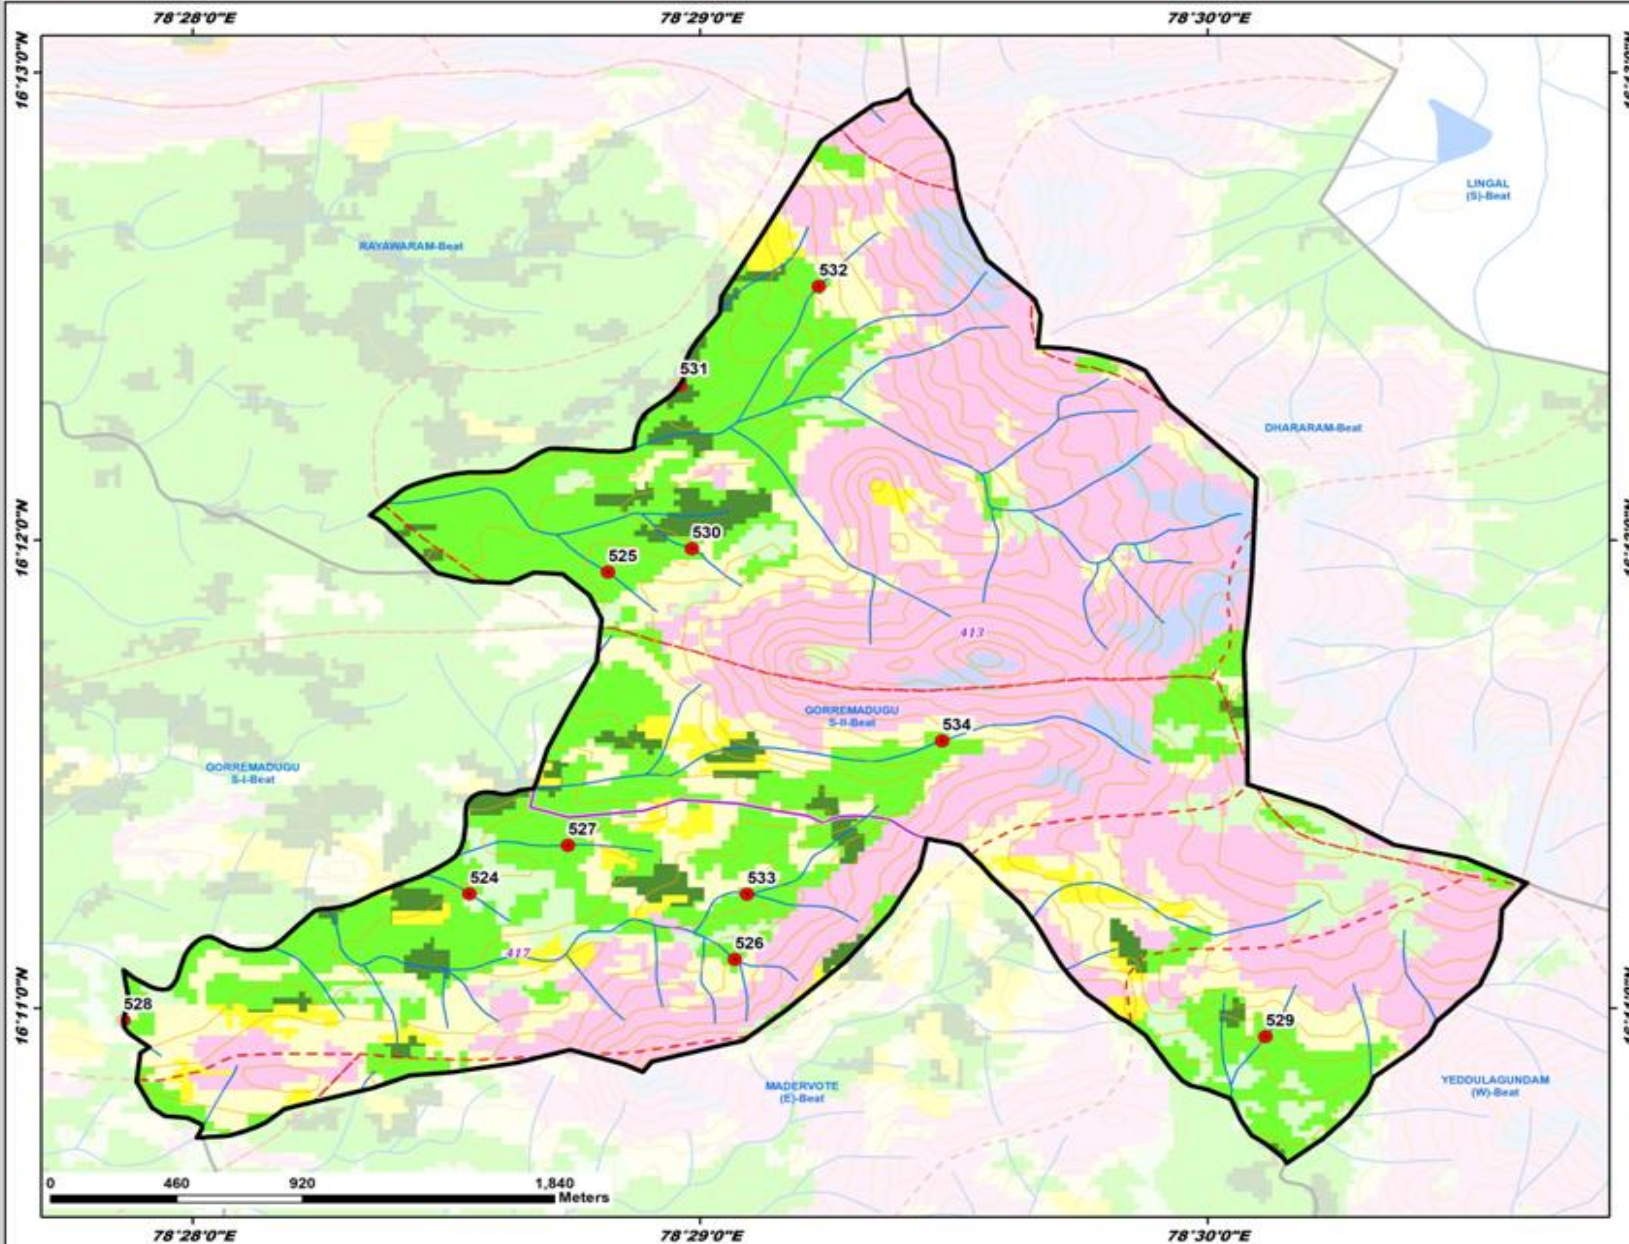 78°28'0"E
78°29'0"E
78°30'0"E
16°13'0"N
LINGAL
(S)-Beat
RAYAWARAM-Beat
532
531
DHARARAM-Beat
16°12'0"N
530
525
413
GORREMADUGU
S-II-Beat
534
GORREMADUGU
S-I-Beat
527
524
533
526
417
528
16°11'0"N
529
MADERVOTE
(E)-Beat
YEDDULAGUNDAM
(W)-Beat
0 460 920 1,840
Meters
78°28'0"E
78°29'0"E
78°30'0"E